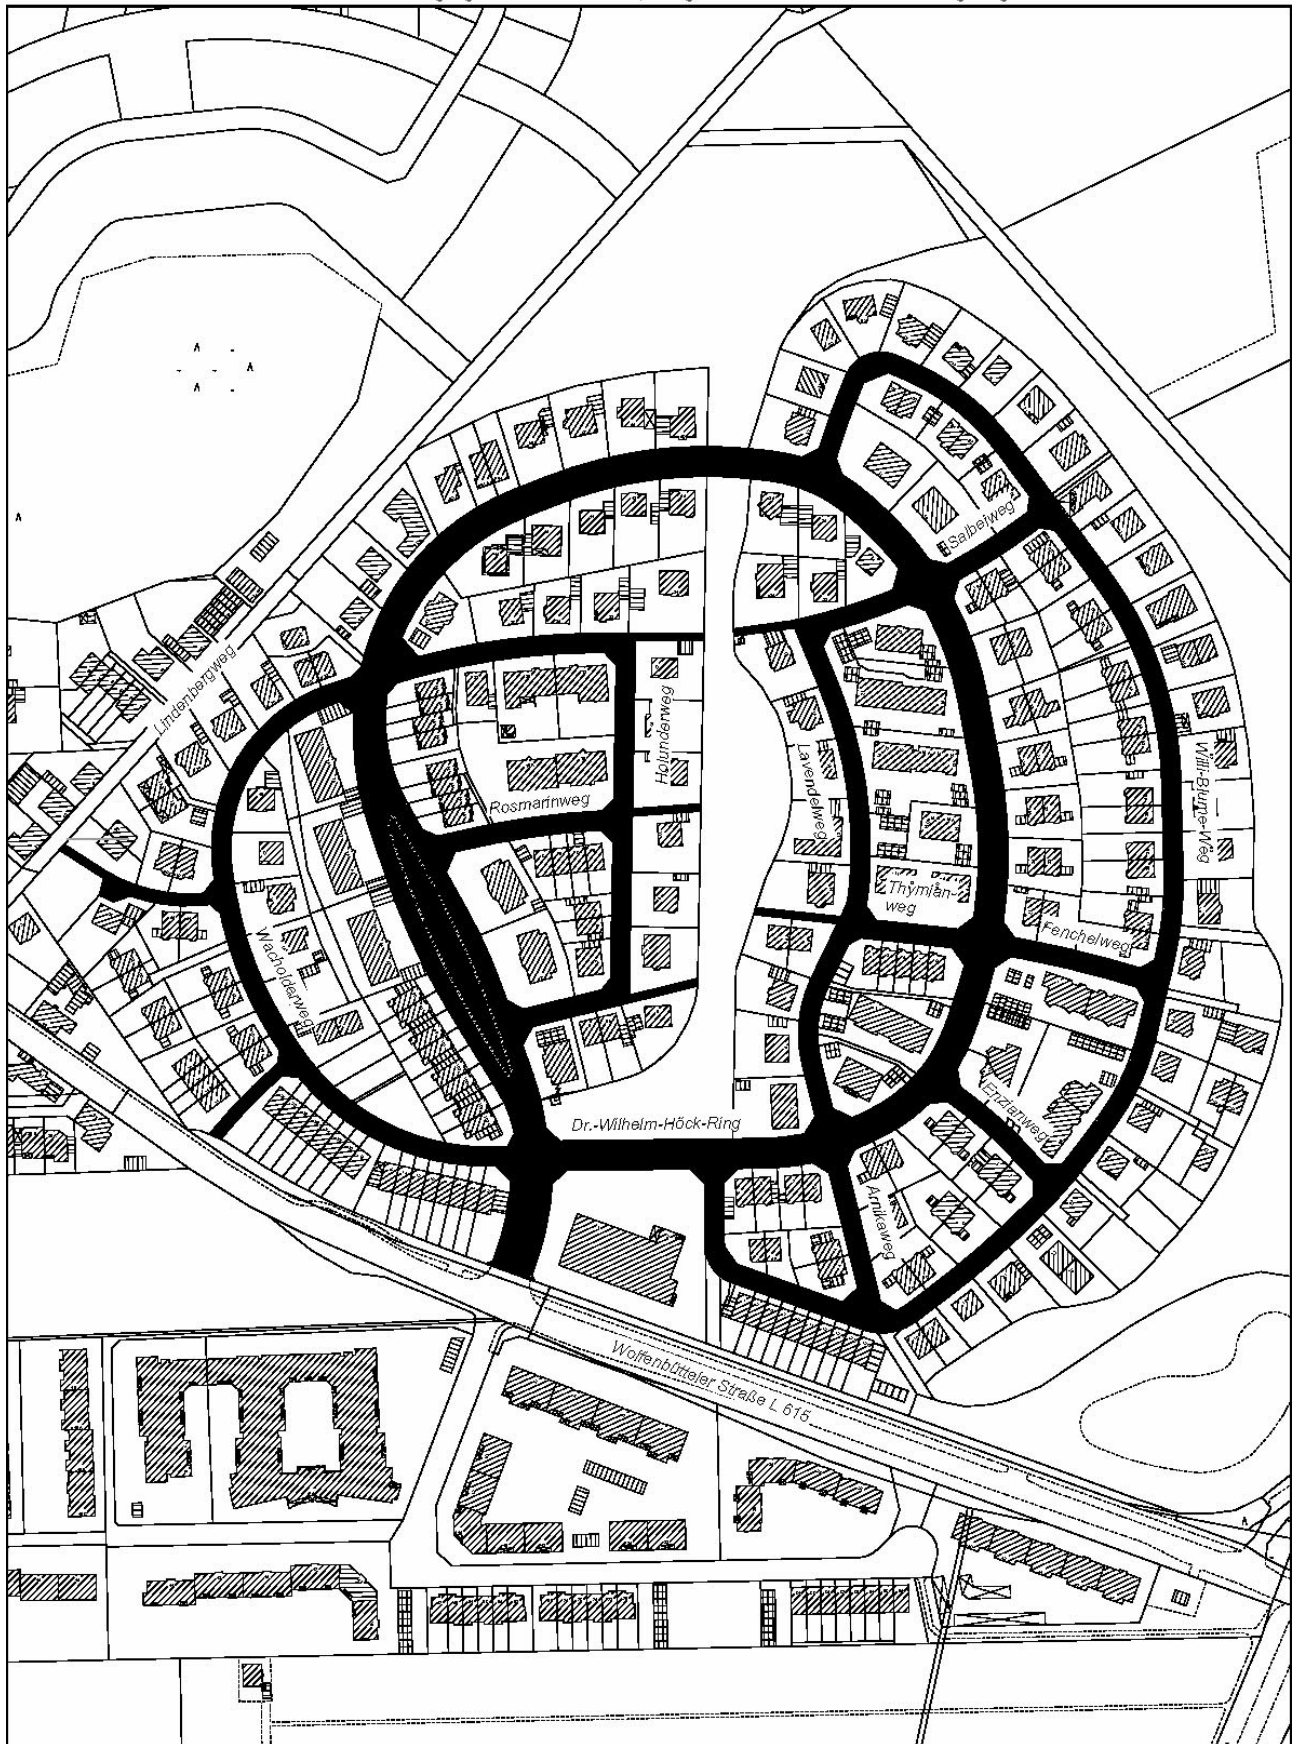 Salbeiweg
Lindenbergweg
Holunderweg
Lavendelweg
Willi-Blume-Weg
Rosmarinweg
Thymian-
weg
Fenchelweg
Wacholderweg
Enzianweg
Dr.-Wilhelm-Höck-Ring
Arnikaweg
Wolfenbütteler Straße L 615